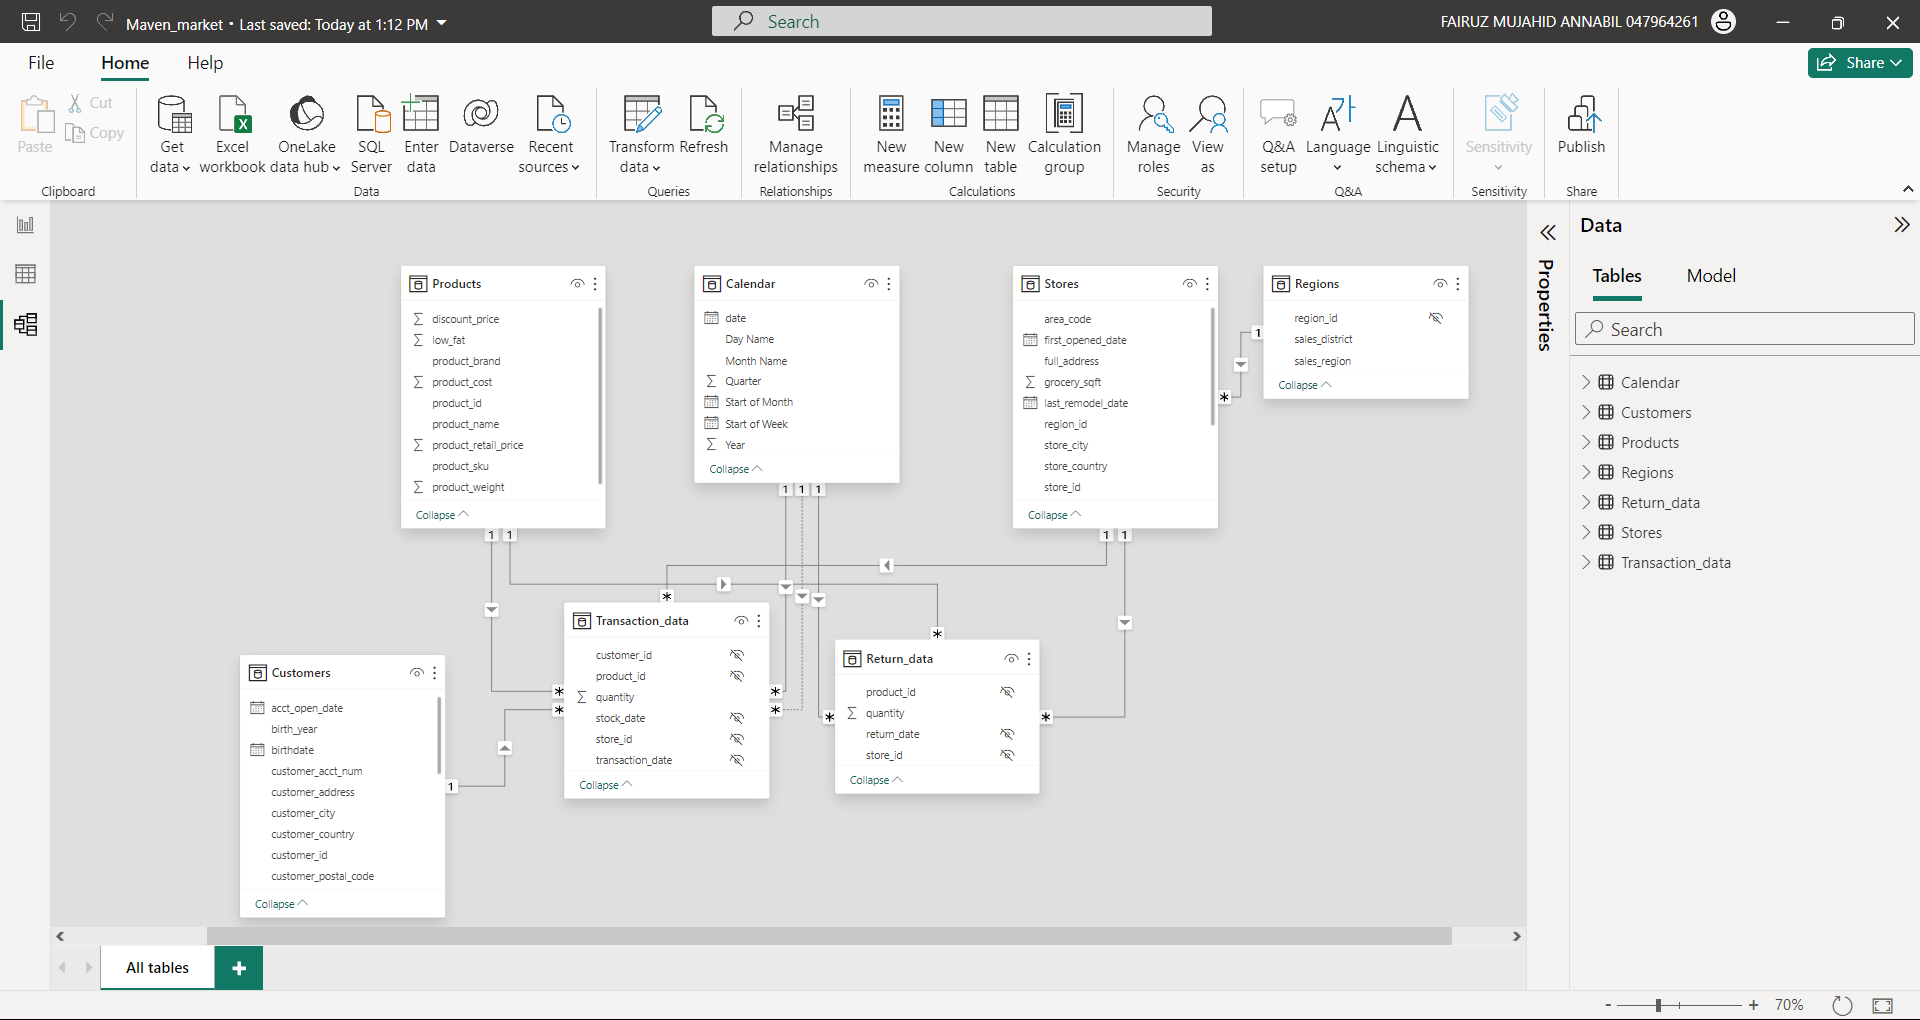 Maven_market • Last saved: Today at 1:12 PM
Search
FAIRUZ MUJAHID ANNABIL 047964261
File
Home
Help
Share
Paste
Cut
Copy
Clipboard
Get data
Excel workbook
OneLake data hub
SQL Server
Enter data
Dataverse
Recent sources
Data
Transform data
Refresh
Queries
Manage relationships
Relationships
New measure
New column
New table
Calculation group
Calculations
Manage roles
View as
Security
Q&A setup
Language
Linguistic schema
Q&A
Sensitivity
Sensitivity
Publish
Share
Products
discount_price
low_fat
product_brand
product_cost
product_id
product_name
product_retail_price
product_sku
product_weight
Collapse
1
1
Calendar
date
Day Name
Month Name
Quarter
Start of Month
Start of Week
Year
Collapse
1
1
1
Stores
area_code
first_opened_date
full_address
grocery_sqft
last_remodel_date
region_id
store_city
store_country
store_id
Collapse
1
1
*
1
Regions
region_id
sales_district
sales_region
Collapse
Customers
acct_open_date
birth_year
birthdate
customer_acct_num
customer_address
customer_city
customer_country
customer_id
customer_postal_code
Collapse
1
*
*
*
Transaction_data
customer_id
product_id
quantity
stock_date
store_id
transaction_date
Collapse
*
*
*
*
Return_data
product_id
quantity
return_date
store_id
Collapse
*
Properties
Data
Tables
Model
Search
Calendar
Customers
Products
Regions
Return_data
Stores
Transaction_data
All tables
+
- + 70%